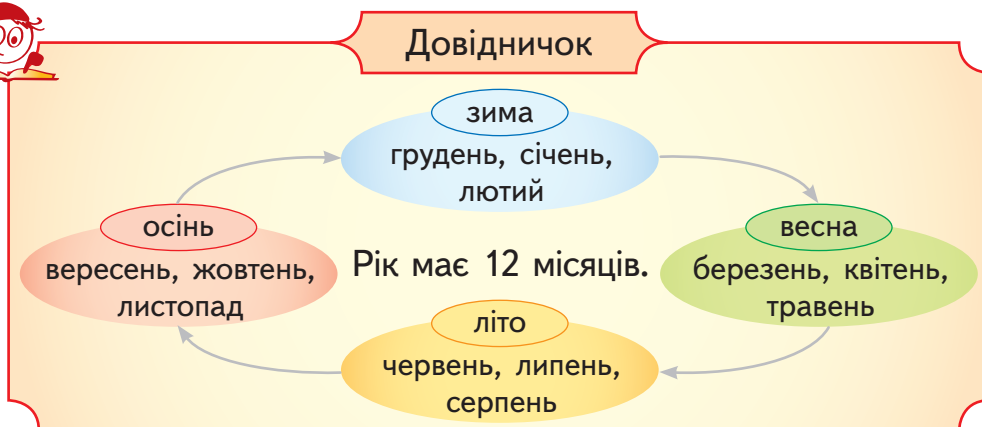 Довідничок
зима
грудень, січень,
лютий
осінь
вересень, жовтень,
листопад
Рік має 12 місяців.
весна
березень, квітень,
травень
літо
червень, липень,
серпень